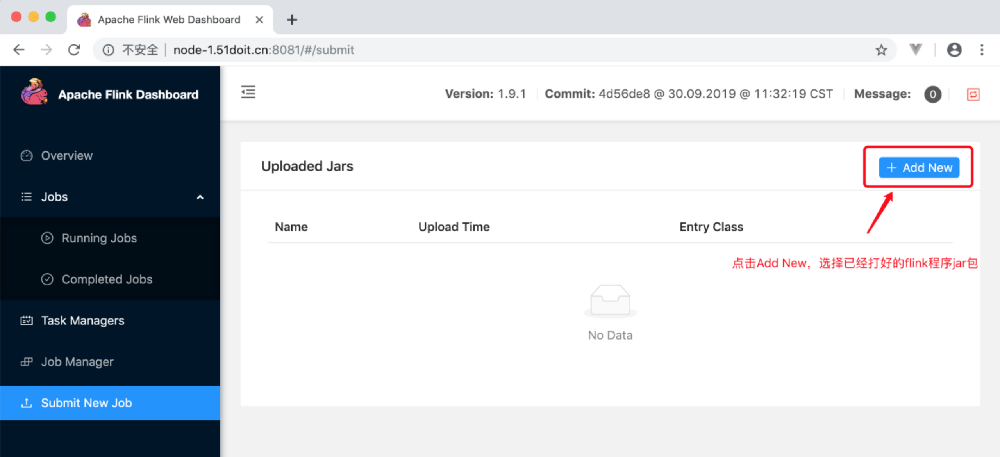 Apache Flink Web Dashboard
不安全 node-1.51doit.cn:8081/#/submit
Apache Flink Dashboard
Version: 1.9.1 Commit: 4d56de8 @ 30.09.2019 @ 11:32:19 CST Message: 0
Overview
Jobs
Running Jobs
Completed Jobs
Task Managers
Job Manager
Submit New Job
Uploaded Jars
Add New
Name Upload Time Entry Class
点击Add New，选择已经打好的flink程序jar包
No Data